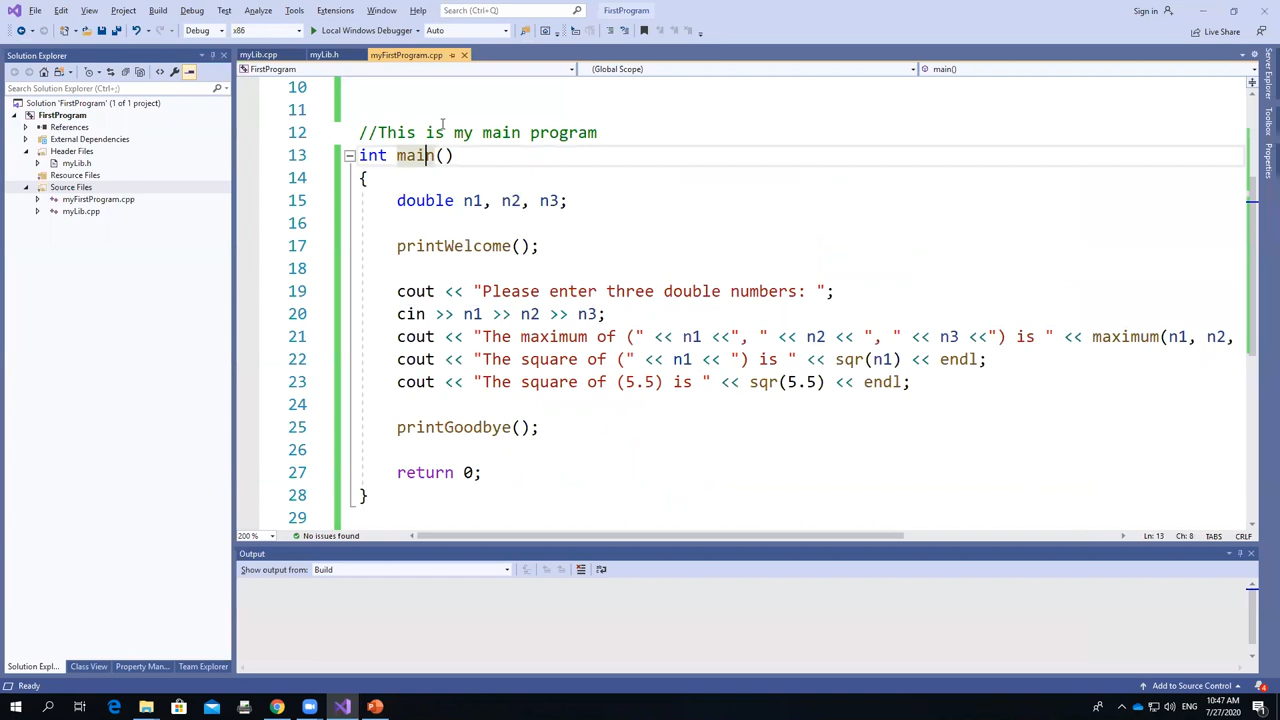 File Edit View Project Build Debug Test Analyze Tools Extensions Window Help Search (Ctrl+Q) FirstProgram Sign in
Debug x86 Local Windows Debugger Auto Live Share
Solution Explorer
myLib.cpp myLib.h myFirstProgram.cpp
FirstProgram (Global Scope) main()
Search Solution Explorer (Ctrl+;)
Solution 'FirstProgram' (1 of 1 project)
FirstProgram
References
External Dependencies
Header Files
myLib.h
Resource Files
Source Files
myFirstProgram.cpp
myLib.cpp
10
11
12 //This is my main program
13 int main()
14 {
15 double n1, n2, n3;
16
17 printWelcome();
18
19 cout << "Please enter three double numbers: ";
20 cin >> n1 >> n2 >> n3;
21 cout << "The maximum of (" << n1 <<", " << n2 << ", " << n3 <<") is " << maximum(n1, n2,
22 cout << "The square of (" << n1 << ") is " << sqr(n1) << endl;
23 cout << "The square of (5.5) is " << sqr(5.5) << endl;
24
25 printGoodbye();
26
27 return 0;
28 }
29
200 % No issues found Ln: 13 Ch: 8 TABS CRLF
Output
Show output from: Build
Solution Expl... Class View Property Man... Team Explorer
Server Explorer
Toolbox
Ready Add to Source Control 4
ENG 10:47 AM
7/27/2020
1